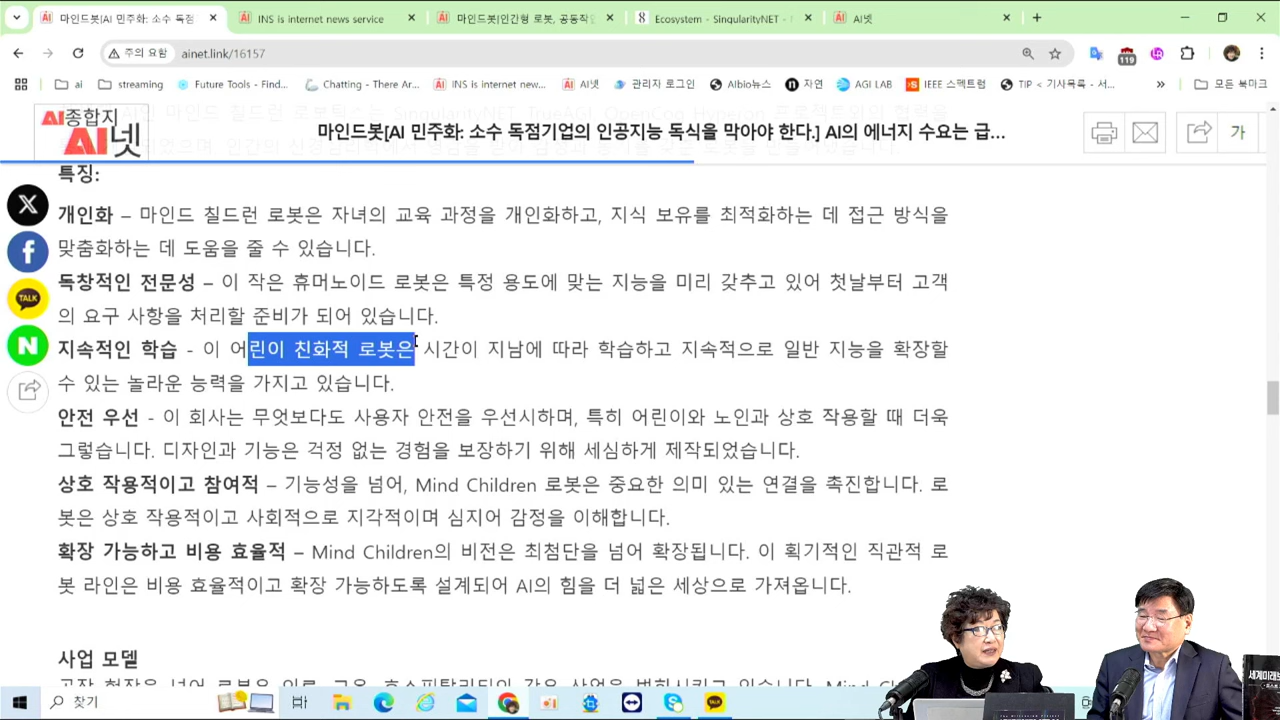 마인드봇[AI 민주화: 소수 독점
INS is internet news service
마인드봇[인간형 로봇, 공동작업
Ecosystem - SingularityNET -
AI넷
주의 요함
ainet.link/16157
119
ai
streaming
Future Tools - Find...
Chatting - There Ar...
INS is internet new...
AI넷
관리자 로그인
Albio뉴스
자연
AGI LAB
IEEE 스펙트럼
TIP < 기사목록 - 서...
모든 북마크
AI종합지
AI넷
마인드봇[AI 민주화: 소수 독점기업의 인공지능 독식을 막아야 한다.] AI의 에너지 수요는 급...
가
특징:
개인화 – 마인드 칠드런 로봇은 자녀의 교육 과정을 개인화하고, 지식 보유를 최적화하는 데 접근 방식을
맞춤화하는 데 도움을 줄 수 있습니다.
독창적인 전문성 – 이 작은 휴머노이드 로봇은 특정 용도에 맞는 지능을 미리 갖추고 있어 첫날부터 고객
의 요구 사항을 처리할 준비가 되어 있습니다.
지속적인 학습 - 이 어린이 친화적 로봇은 시간이 지남에 따라 학습하고 지속적으로 일반 지능을 확장할
수 있는 놀라운 능력을 가지고 있습니다.
안전 우선 - 이 회사는 무엇보다도 사용자 안전을 우선시하며, 특히 어린이와 노인과 상호 작용할 때 더욱
그렇습니다. 디자인과 기능은 걱정 없는 경험을 보장하기 위해 세심하게 제작되었습니다.
상호 작용적이고 참여적 – 기능성을 넘어, Mind Children 로봇은 중요한 의미 있는 연결을 촉진합니다. 로
봇은 상호 작용적이고 사회적으로 지각적이며 심지어 감정을 이해합니다.
확장 가능하고 비용 효율적 – Mind Children의 비전은 최첨단을 넘어 확장됩니다. 이 획기적인 직관적 로
봇 라인은 비용 효율적이고 확장 가능하도록 설계되어 AI의 힘을 더 넓은 세상으로 가져옵니다.
사업 모델
TALK
N
찾기
TALK
세계미래보